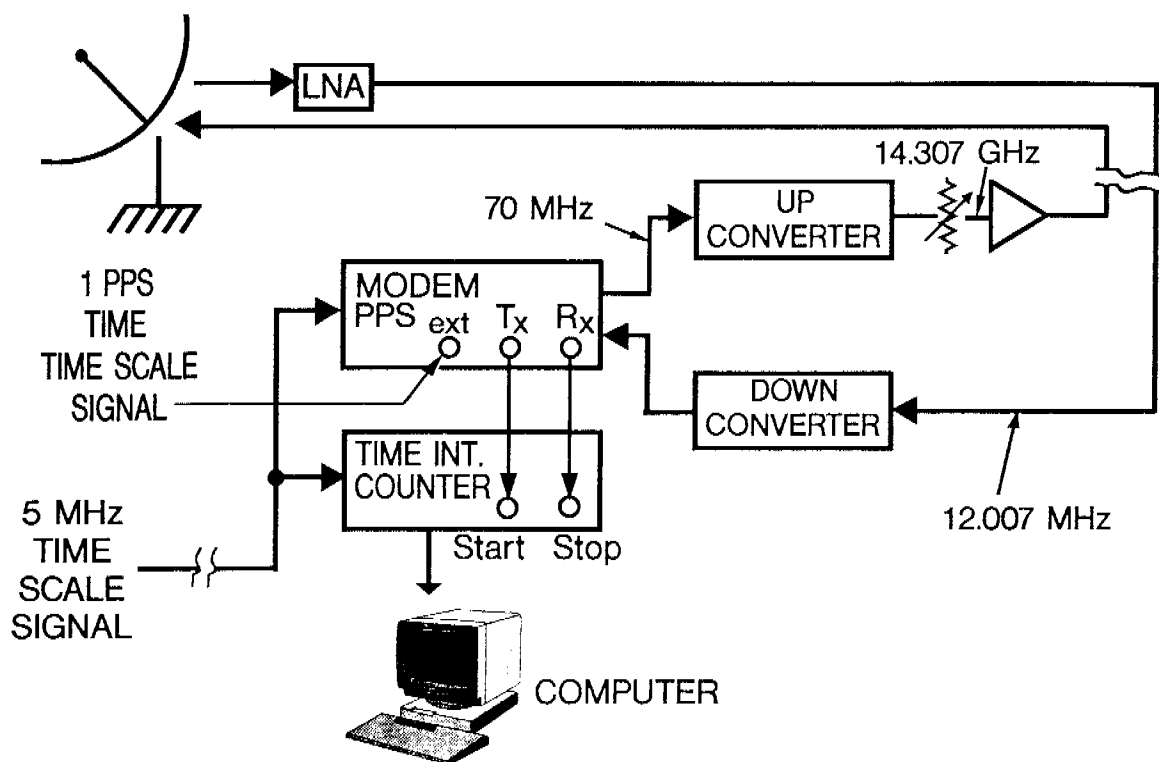 LNA
14.307 GHz
70 MHz
UP
CONVERTER
1 PPS
TIME
TIME SCALE
SIGNAL
MODEM
PPS
ext
Tx
Rx
DOWN
CONVERTER
TIME INT.
COUNTER
Start
Stop
12.007 MHz
5 MHz
TIME
SCALE
SIGNAL
COMPUTER